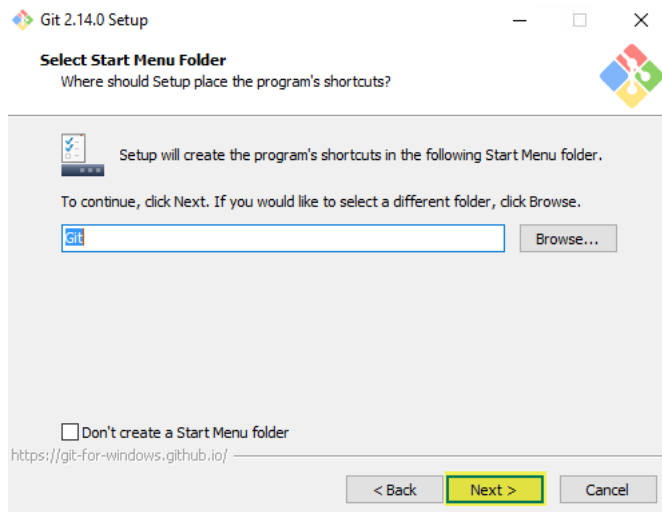 Git 2.14.0 Setup
Select Start Menu Folder
Where should Setup place the program's shortcuts?
Setup will create the program's shortcuts in the following Start Menu folder.
To continue, click Next. If you would like to select a different folder, click Browse.
Git
Browse...
Don't create a Start Menu folder
https://git-for-windows.github.io/
< Back
Next >
Cancel